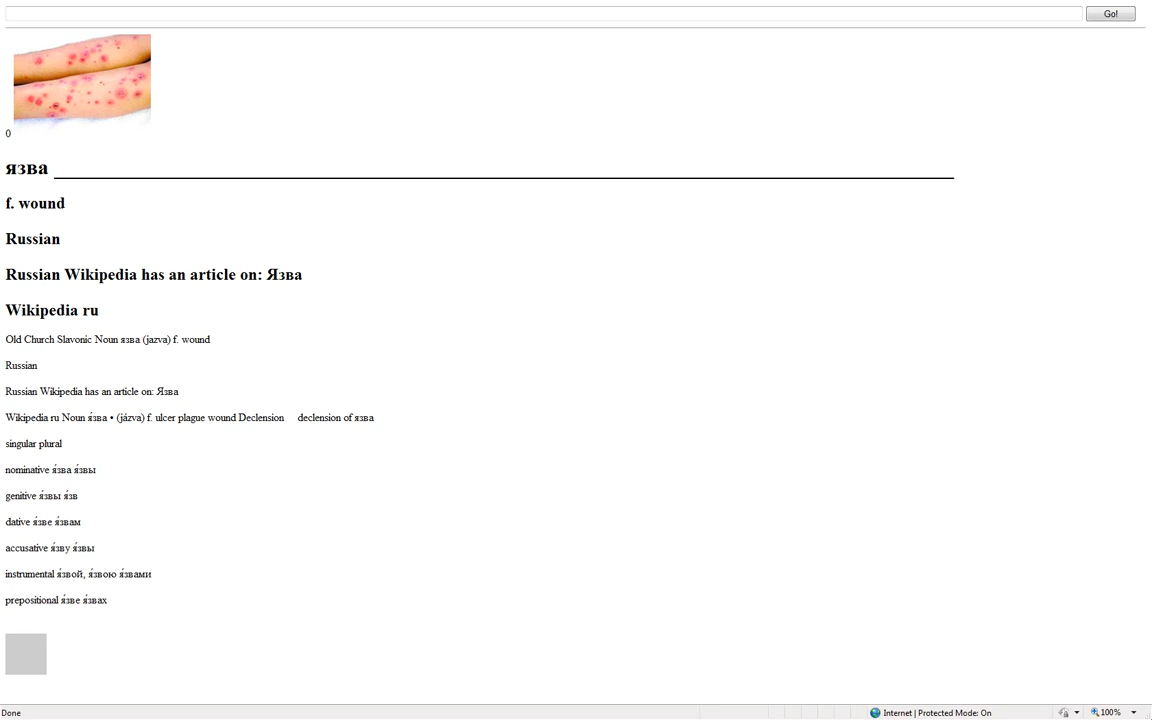 Go!
0
язва
f. wound
Russian
Russian Wikipedia has an article on: Язва
Wikipedia ru
Old Church Slavonic Noun язва (jazva) f. wound
Russian
Russian Wikipedia has an article on: Язва
Wikipedia ru Noun я́зва • (jázva) f. ulcer plague wound Declension declension of язва
singular plural
nominative я́зва я́звы
genitive я́звы я́зв
dative я́зве я́звам
accusative я́зву я́звы
instrumental я́звой, я́звою я́звами
prepositional я́зве я́звах
Done Internet | Protected Mode: On 100%